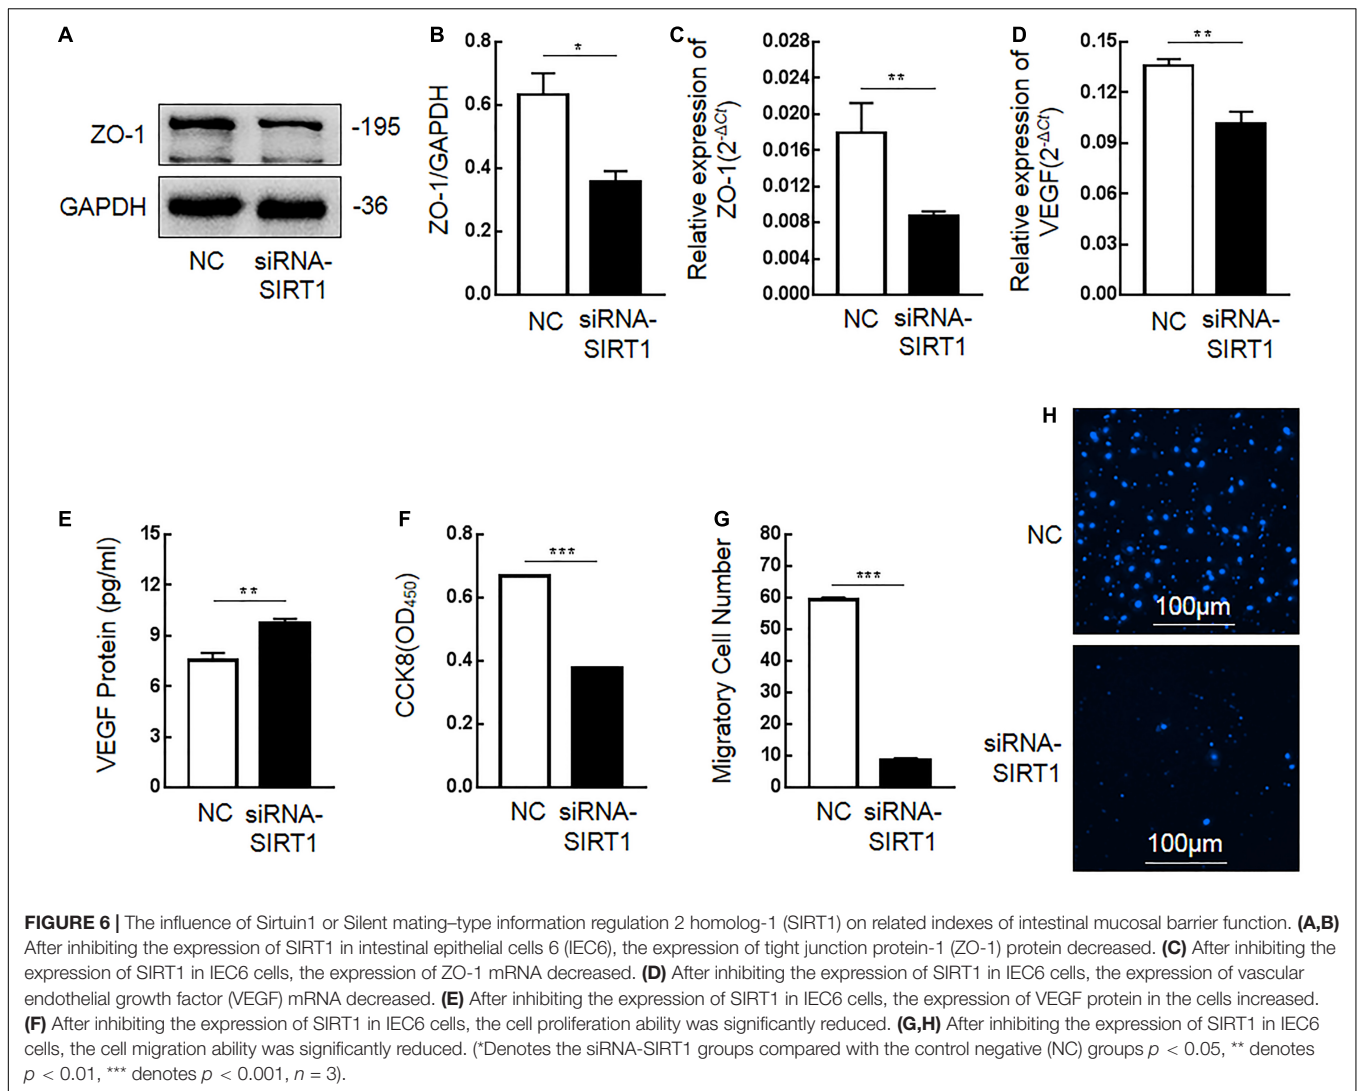 A
ZO-1
-195
GAPDH
-36
NC
siRNA-
SIRT1
B
ZO-1/GAPDH
0.8
0.6
0.4
0.2
0.0
*
NC
siRNA-
SIRT1
C
Relative expression of
ZO-1(2-ΔCt)
0.028
0.024
0.020
0.016
0.012
0.008
0.004
0.000
**
NC
siRNA-
SIRT1
D
Relative expression of
VEGF(2-ΔCt)
0.15
0.12
0.09
0.06
0.03
0.00
**
NC
siRNA-
SIRT1
E
VEGF Protein (pg/ml)
15
12
9
6
3
0
**
NC
siRNA-
SIRT1
F
CCK8(OD450)
0.8
0.6
0.4
0.2
0.0
***
NC
siRNA-
SIRT1
G
Migratory Cell Number
80
70
60
50
40
30
20
10
0
***
NC
siRNA-
SIRT1
H
NC
100µm
siRNA-
SIRT1
100µm
FIGURE 6 | The influence of Sirtuin1 or Silent mating–type information regulation 2 homolog-1 (SIRT1) on related indexes of intestinal mucosal barrier function. (A,B)
After inhibiting the expression of SIRT1 in intestinal epithelial cells 6 (IEC6), the expression of tight junction protein-1 (ZO-1) protein decreased. (C) After inhibiting the
expression of SIRT1 in IEC6 cells, the expression of ZO-1 mRNA decreased. (D) After inhibiting the expression of SIRT1 in IEC6 cells, the expression of vascular
endothelial growth factor (VEGF) mRNA decreased. (E) After inhibiting the expression of SIRT1 in IEC6 cells, the expression of VEGF protein in the cells increased.
(F) After inhibiting the expression of SIRT1 in IEC6 cells, the cell proliferation ability was significantly reduced. (G,H) After inhibiting the expression of SIRT1 in IEC6
cells, the cell migration ability was significantly reduced. (*Denotes the siRNA-SIRT1 groups compared with the control negative (NC) groups p < 0.05, ** denotes
p < 0.01, *** denotes p < 0.001, n = 3).